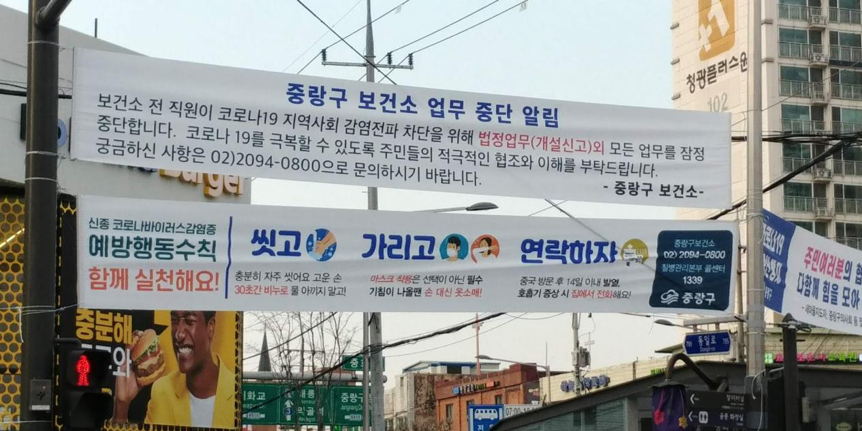 중랑구 보건소 업무 중단 알림
보건소 전 직원이 코로나19 지역사회 감염전파 차단을 위해 법정업무(개설신고)외 모든 업무를 잠정
중단합니다. 코로나 19를 극복할 수 있도록 주민들의 적극적인 협조와 이해를 부탁드립니다.
궁금하신 사항은 02)2094-0800으로 문의하시기 바랍니다.
- 중랑구 보건소-
신종 코로나바이러스감염증
예방행동수칙
함께 실천해요!
씻고
충분히 자주 씻어요 고운 손
30초간 비누로 물 아끼지 말고!
가리고
마스크 착용은 선택이 아닌 필수
기침이 나올땐 손 대신 옷소매!
연락하자
중국 방문 후 14일 이내 발열,
호흡기 증상 시 집에서 전화해요!
중랑구보건소
02) 2094-0800
질병관리본부 콜센터
1339
중랑구
청광플러스원
102
코로나19
주민여러분의
다함께 힘을 모아
충분해
동일로